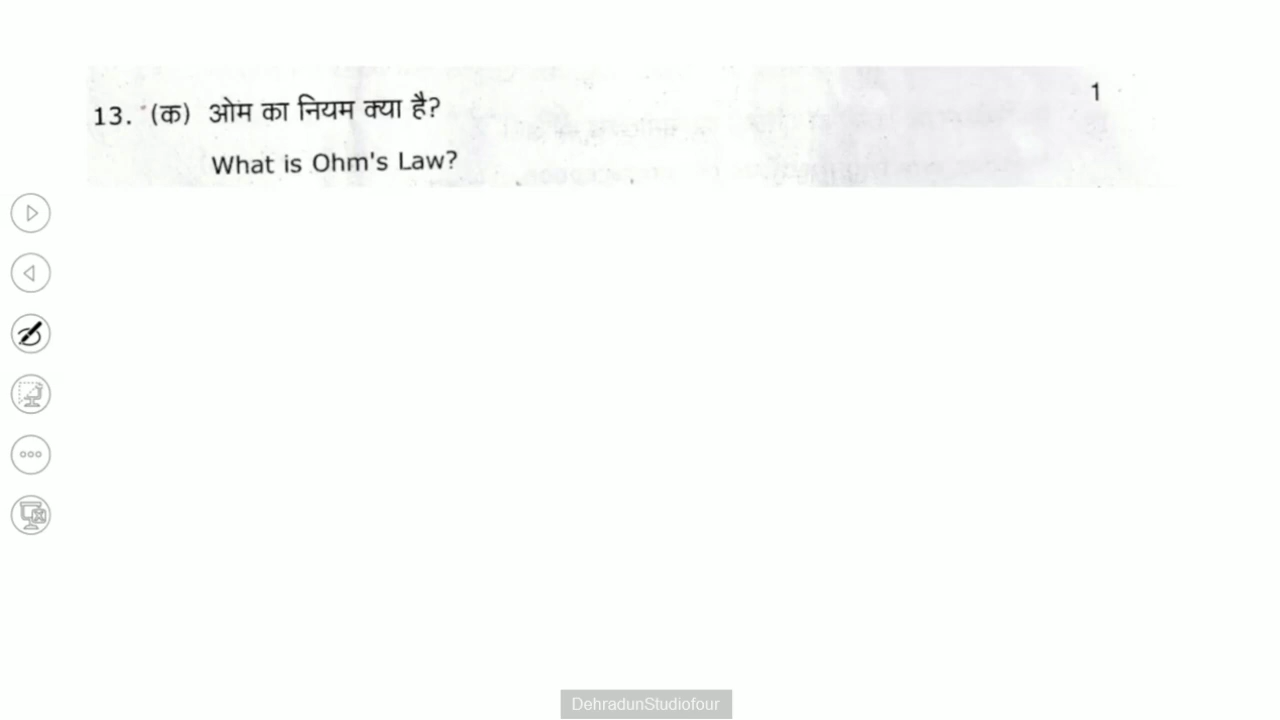 1
13. (क) ओम का नियम क्या है?
What is Ohm's Law?
DehradunStudiofour